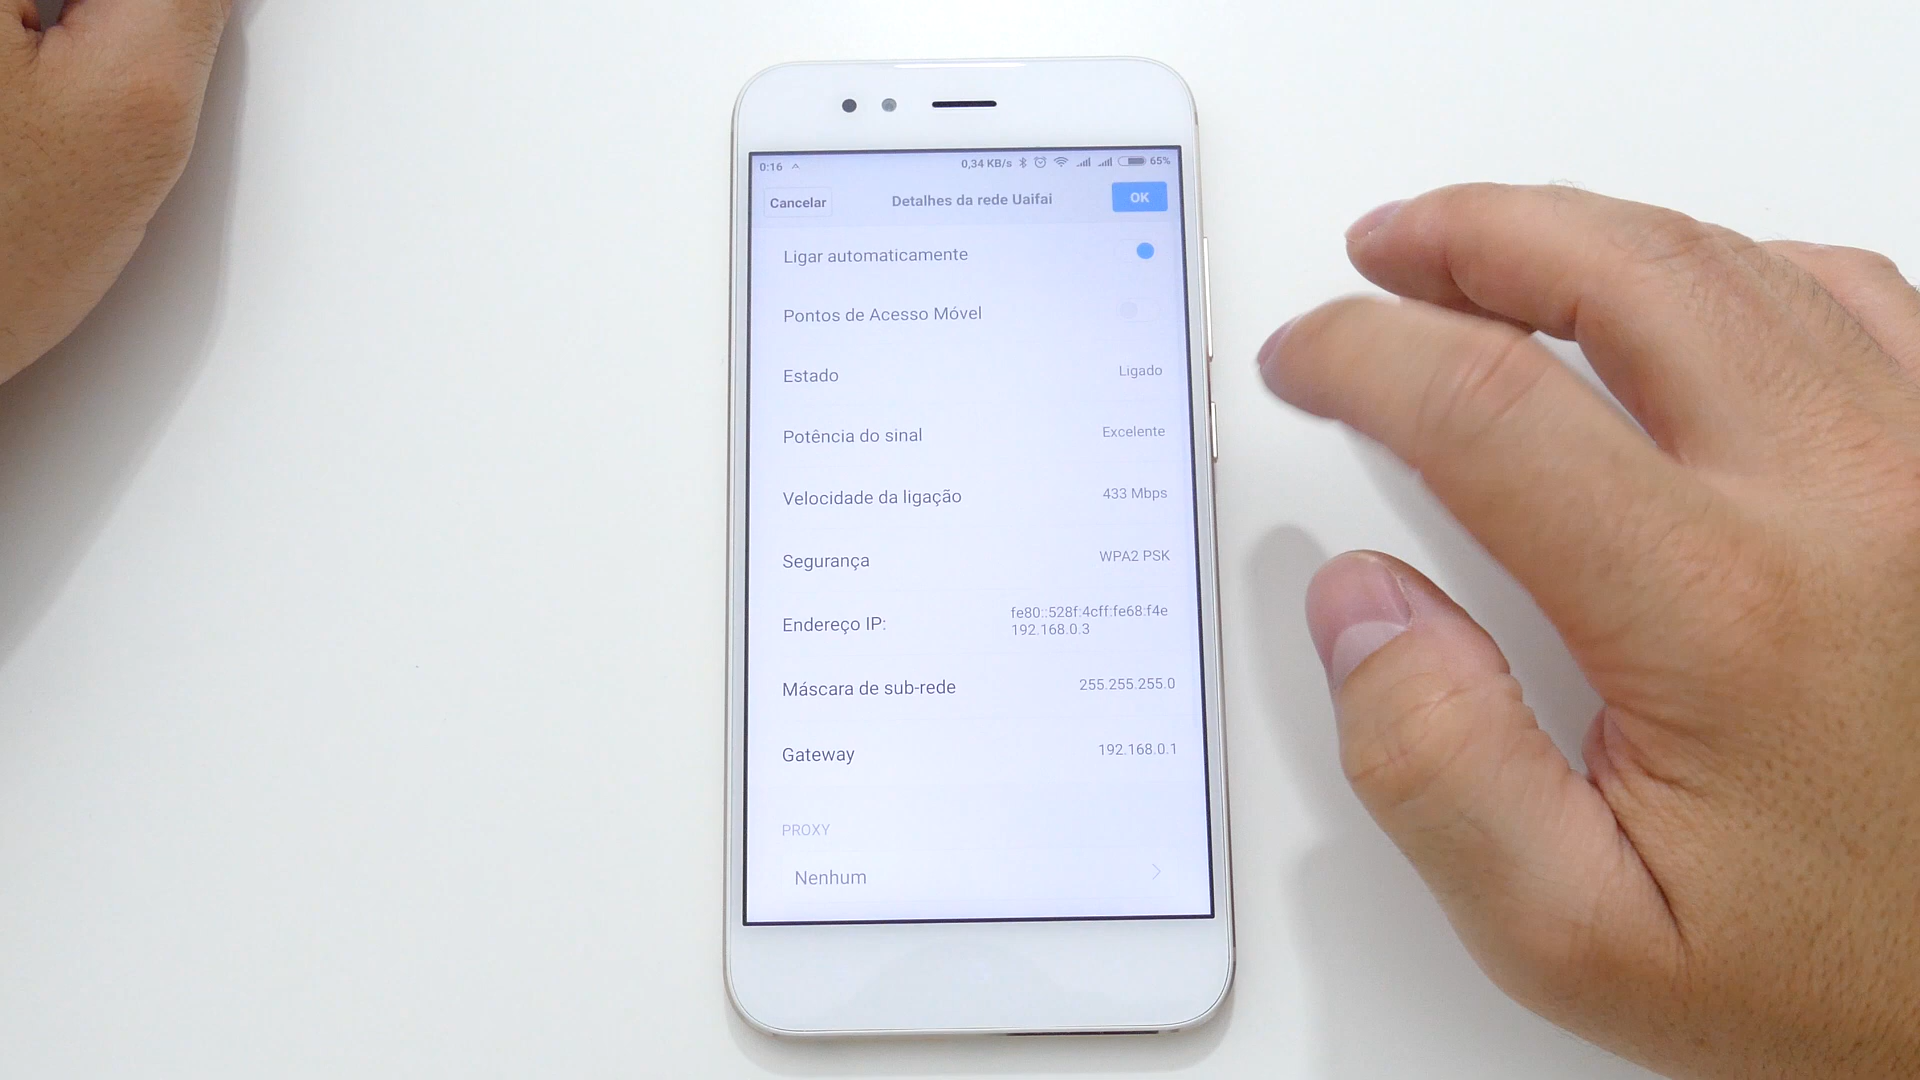 0:16
0,34 KB/s 65%
Cancelar
Detalhes da rede Uaifai
OK
Ligar automaticamente
Pontos de Acesso Móvel
Estado
Ligado
Potência do sinal
Excelente
Velocidade da ligação
433 Mbps
Segurança
WPA2 PSK
Endereço IP:
fe80::528f:4cff:fe68:f4e
192.168.0.3
Máscara de sub-rede
255.255.255.0
Gateway
192.168.0.1
PROXY
Nenhum